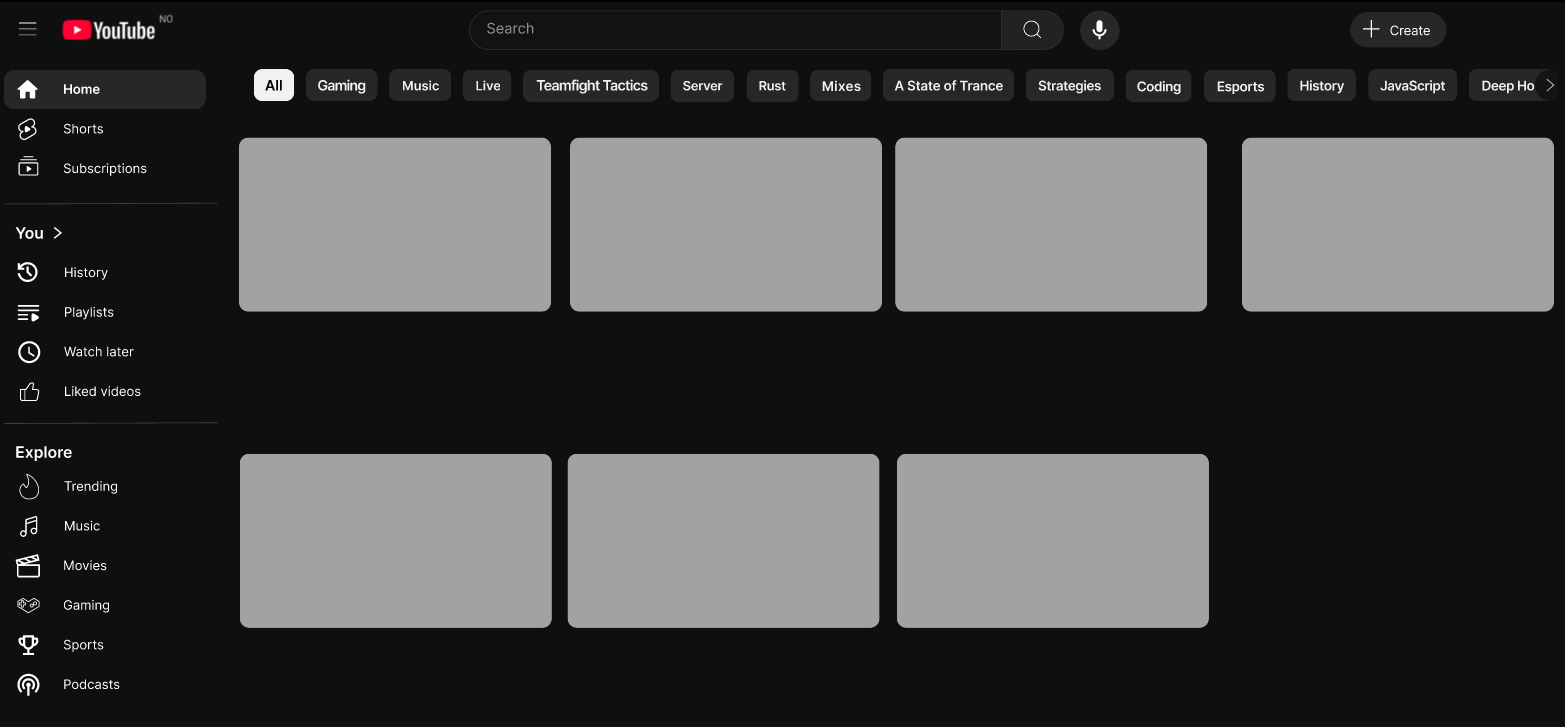 YouTube NO
Search
Create
Home
Shorts
Subscriptions
You
History
Playlists
Watch later
Liked videos
Explore
Trending
Music
Movies
Gaming
Sports
Podcasts
All Gaming Music Live Teamfight Tactics Server Rust Mixes A State of Trance Strategies Coding Esports History JavaScript Deep Ho